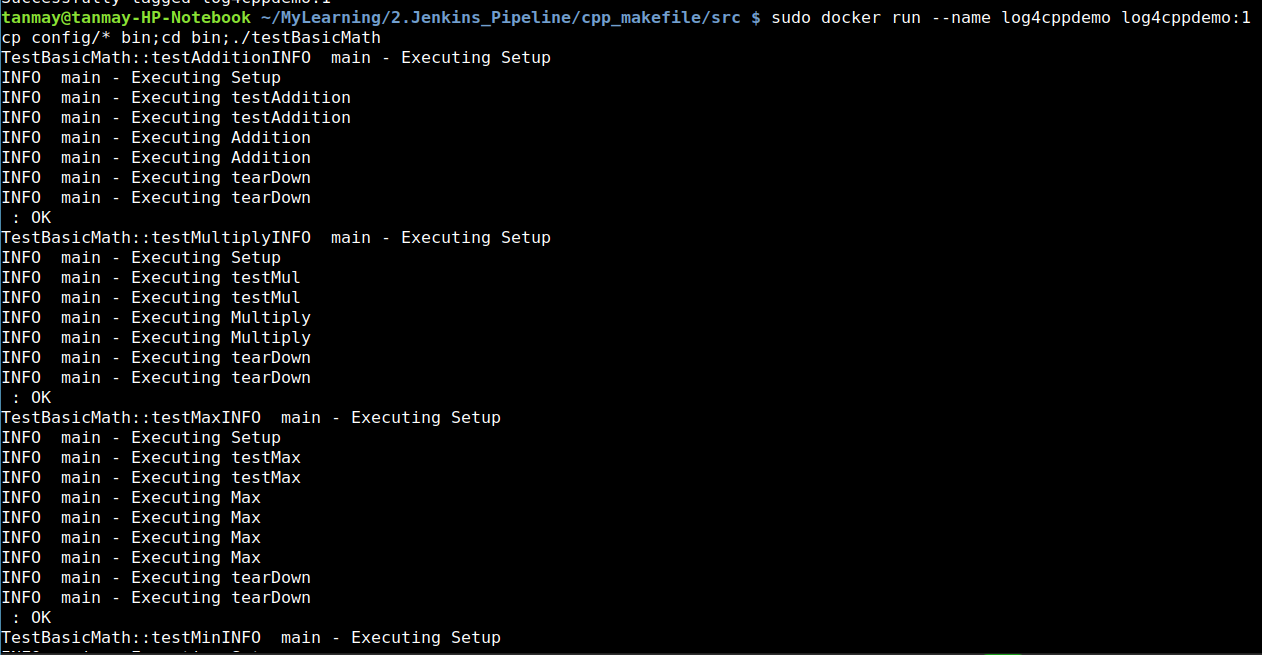 Successfully tagged log4cppdemo:1
tanmay@tanmay-HP-Notebook ~/MyLearning/2.Jenkins_Pipeline/cpp_makefile/src $ sudo docker run --name log4cppdemo log4cppdemo:1
cp config/* bin;cd bin;./testBasicMath
TestBasicMath::testAdditionINFO  main - Executing Setup
INFO  main - Executing Setup
INFO  main - Executing testAddition
INFO  main - Executing testAddition
INFO  main - Executing Addition
INFO  main - Executing Addition
INFO  main - Executing tearDown
INFO  main - Executing tearDown
 : OK
TestBasicMath::testMultiplyINFO  main - Executing Setup
INFO  main - Executing Setup
INFO  main - Executing testMul
INFO  main - Executing testMul
INFO  main - Executing Multiply
INFO  main - Executing Multiply
INFO  main - Executing tearDown
INFO  main - Executing tearDown
 : OK
TestBasicMath::testMaxINFO  main - Executing Setup
INFO  main - Executing Setup
INFO  main - Executing testMax
INFO  main - Executing testMax
INFO  main - Executing Max
INFO  main - Executing Max
INFO  main - Executing Max
INFO  main - Executing Max
INFO  main - Executing tearDown
INFO  main - Executing tearDown
 : OK
TestBasicMath::testMinINFO  main - Executing Setup